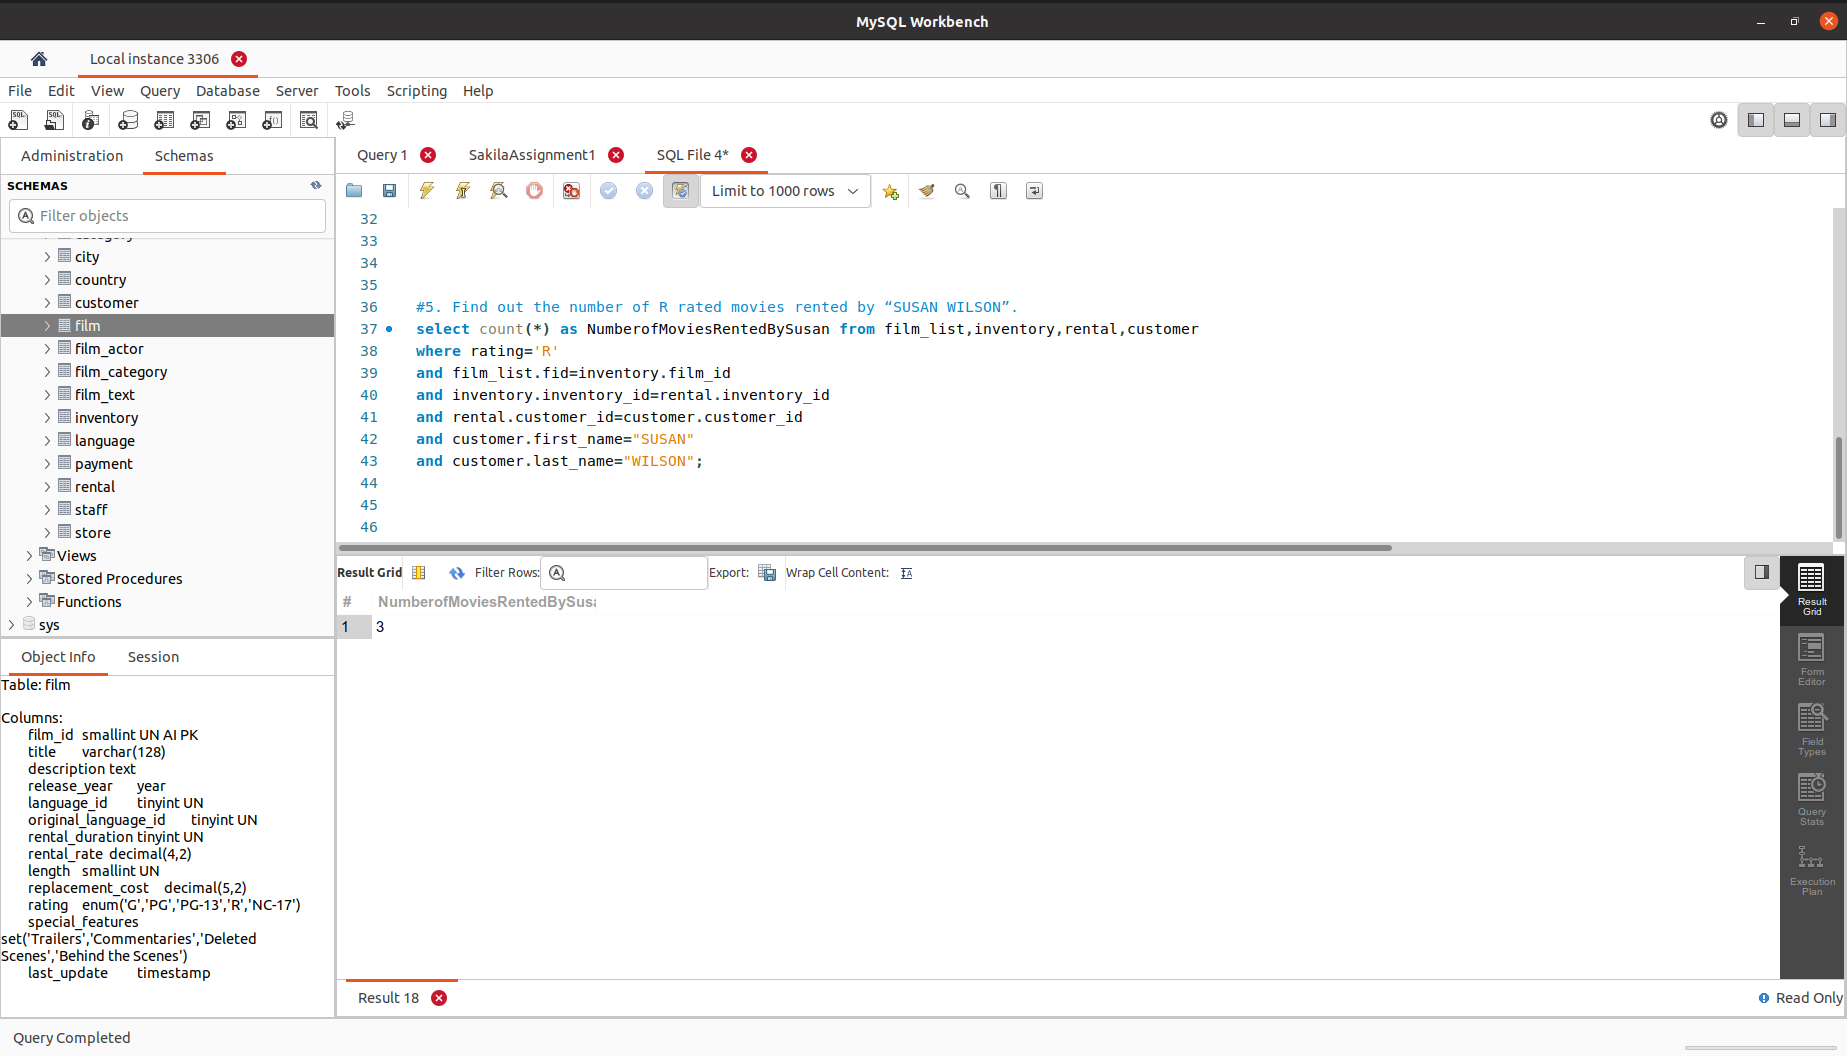 MySQL Workbench
Local instance 3306
File Edit View Query Database Server Tools Scripting Help
Administration Schemas
SCHEMAS
Filter objects
category
city
country
customer
film
film_actor
film_category
film_text
inventory
language
payment
rental
staff
store
Views
Stored Procedures
Functions
sys
Object Info Session
Table: film
Columns:
film_id smallint UN AI PK
title varchar(128)
description text
release_year year
language_id tinyint UN
original_language_id tinyint UN
rental_duration tinyint UN
rental_rate decimal(4,2)
length smallint UN
replacement_cost decimal(5,2)
rating enum('G','PG','PG-13','R','NC-17')
special_features
set('Trailers','Commentaries','Deleted
Scenes','Behind the Scenes')
last_update timestamp
Query 1 SakilaAssignment1 SQL File 4*
Limit to 1000 rows
32
33
34
35
36 #5. Find out the number of R rated movies rented by “SUSAN WILSON”.
37 select count(*) as NumberofMoviesRentedBySusan from film_list,inventory,rental,customer
38 where rating='R'
39 and film_list.fid=inventory.film_id
40 and inventory.inventory_id=rental.inventory_id
41 and rental.customer_id=customer.customer_id
42 and customer.first_name="SUSAN"
43 and customer.last_name="WILSON";
44
45
46
Result Grid Filter Rows: Export: Wrap Cell Content:
# NumberofMoviesRentedBySusa
1 3
Result
Grid
Form
Editor
Field
Types
Query
Stats
Execution
Plan
Result 18
Read Only
Query Completed